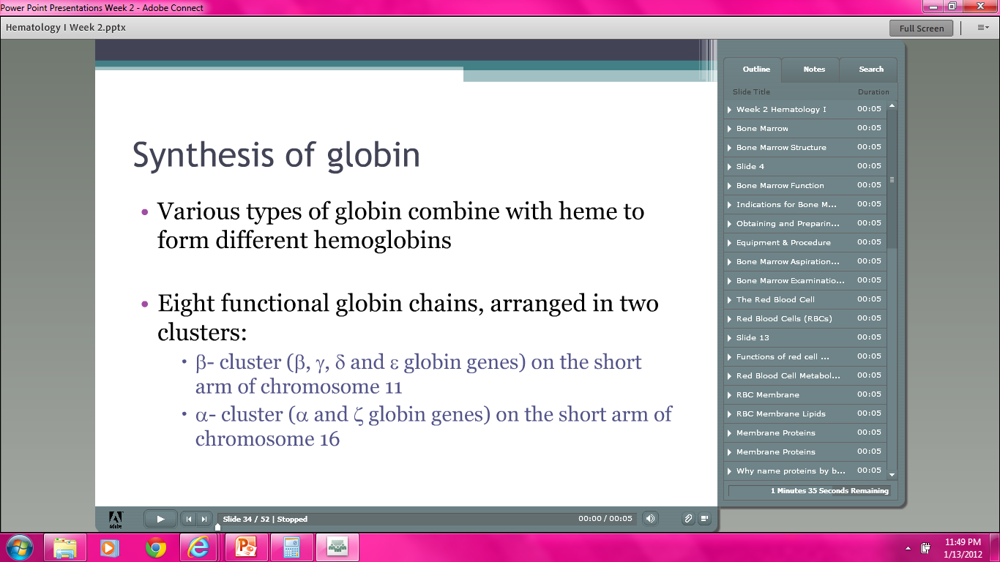 Power Point Presentations Week 2 - Adobe Connect
Hematology I Week 2.pptx
Full Screen
Synthesis of globin
• Various types of globin combine with heme to
form different hemoglobins
• Eight functional globin chains, arranged in two
clusters:
• β- cluster (β, γ, δ and ε globin genes) on the short
arm of chromosome 11
• α- cluster (α and ζ globin genes) on the short arm of
chromosome 16
Outline Notes Search
Slide Title Duration
Week 2 Hematology I 00:05
Bone Marrow 00:05
Bone Marrow Structure 00:05
Slide 4 00:05
Bone Marrow Function 00:05
Indications for Bone M... 00:05
Obtaining and Preparin... 00:05
Equipment & Procedure 00:05
Bone Marrow Aspiration... 00:05
Bone Marrow Examinatio... 00:05
The Red Blood Cell 00:05
Red Blood Cells (RBCs) 00:05
Slide 13 00:05
Functions of red cell ... 00:05
Red Blood Cell Metabol... 00:05
RBC Membrane 00:05
RBC Membrane Lipids 00:05
Membrane Proteins 00:05
Membrane Proteins 00:05
Why name proteins by b... 00:05
1 Minutes 35 Seconds Remaining
Adobe
Slide 34 / 52 | Stopped 00:00 / 00:05
11:49 PM
1/13/2012